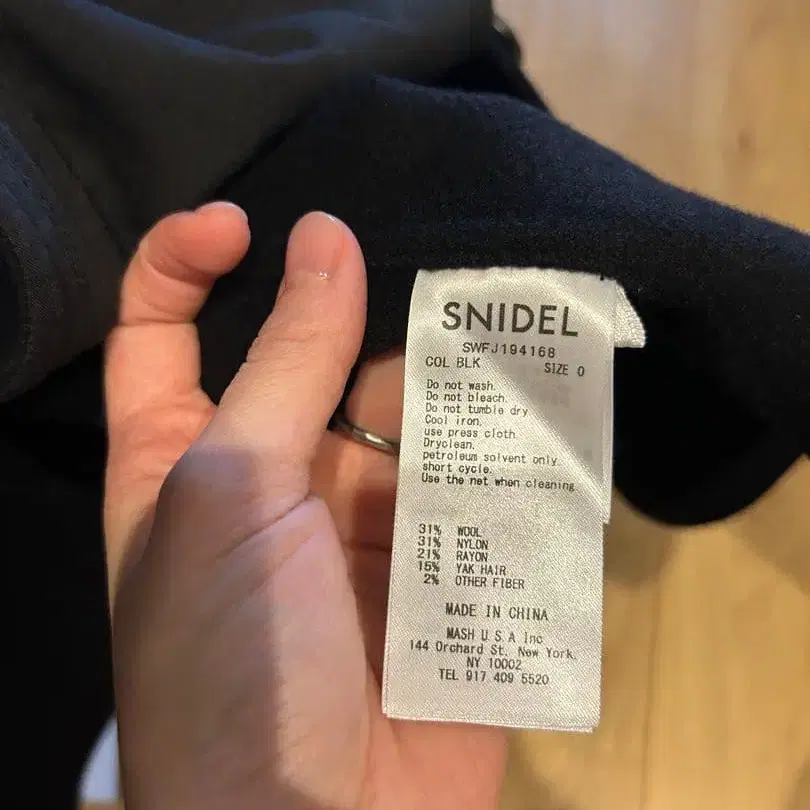 SNIDEL
SWFJ194168
COL BLK SIZE 0
Do not wash.
Do not bleach.
Do not tumble dry
Cool iron.
use press cloth.
Dryclean.
petroleum solvent only.
short cycle.
Use the net when cleaning
31% WOOL
31% NYLON
21% RAYON
15% YAK HAIR
2% OTHER FIBER
MADE IN CHINA
MASH U.S.A Inc
144 Orchard St. New York.
NY 10002
TEL 917 409 5520